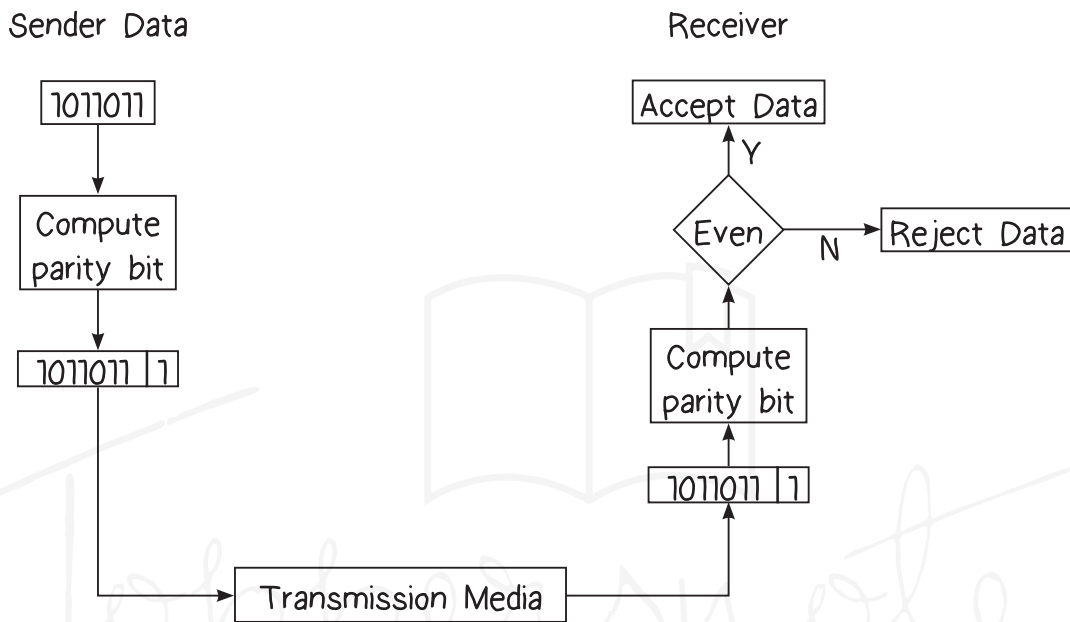 Sender Data
1011011
Compute
parity bit
1011011 1
Transmission Media
Receiver
Accept Data
Y
Even
N
Reject Data
Compute
parity bit
1011011 1